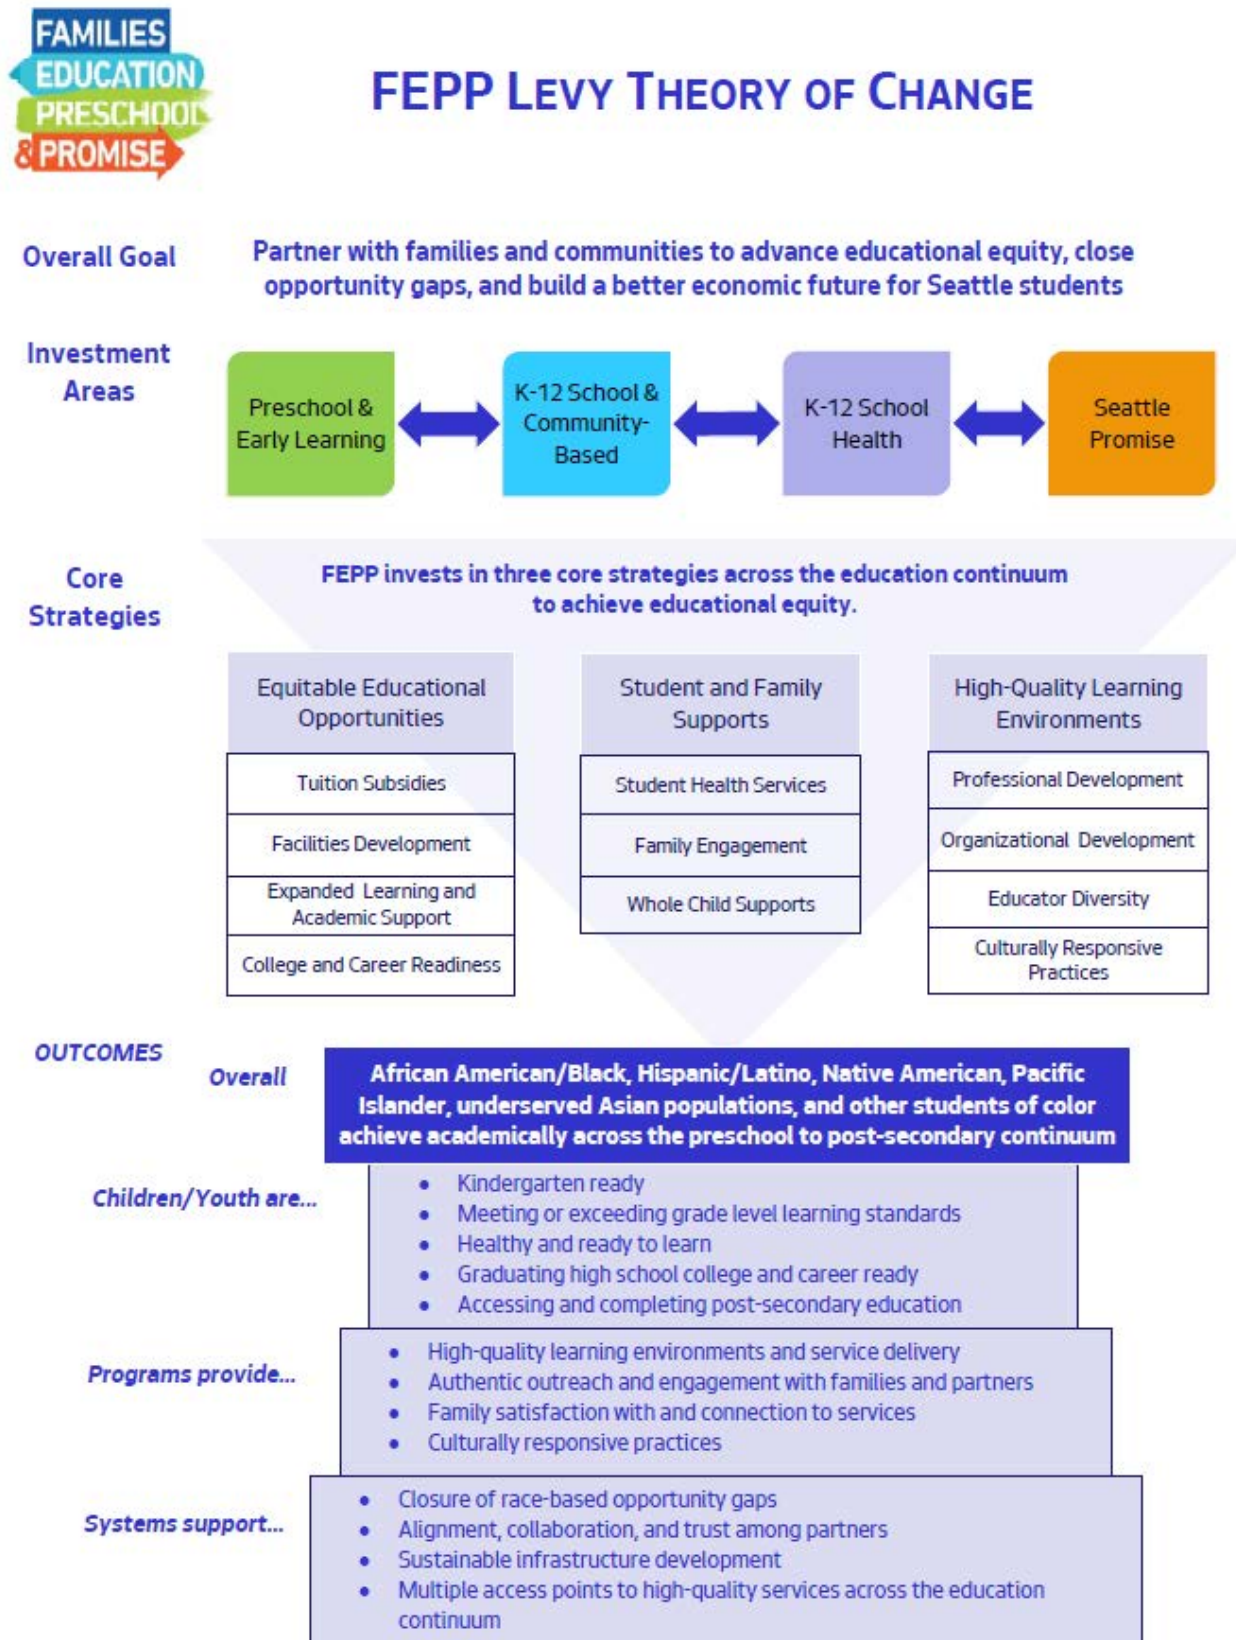 FAMILIES
EDUCATION
PRESCHOOL
& PROMISE
FEPP LEVY THEORY OF CHANGE
Overall Goal
Partner with families and communities to advance educational equity, close
opportunity gaps, and build a better economic future for Seattle students
Investment
Areas
Preschool &
Early Learning
K-12 School &
Community-
Based
K-12 School
Health
Seattle
Promise
Core
Strategies
FEPP invests in three core strategies across the education continuum
to achieve educational equity.
Equitable Educational
Opportunities
Tuition Subsidies
Facilities Development
Expanded Learning and
Academic Support
College and Career Readiness
Student and Family
Supports
Student Health Services
Family Engagement
Whole Child Supports
High-Quality Learning
Environments
Professional Development
Organizational Development
Educator Diversity
Culturally Responsive
Practices
OUTCOMES
Overall
African American/Black, Hispanic/Latino, Native American, Pacific
Islander, underserved Asian populations, and other students of color
achieve academically across the preschool to post-secondary continuum
Children/Youth are...
• Kindergarten ready
• Meeting or exceeding grade level learning standards
• Healthy and ready to learn
• Graduating high school college and career ready
• Accessing and completing post-secondary education
Programs provide...
• High-quality learning environments and service delivery
• Authentic outreach and engagement with families and partners
• Family satisfaction with and connection to services
• Culturally responsive practices
Systems support...
• Closure of race-based opportunity gaps
• Alignment, collaboration, and trust among partners
• Sustainable infrastructure development
• Multiple access points to high-quality services across the education
continuum